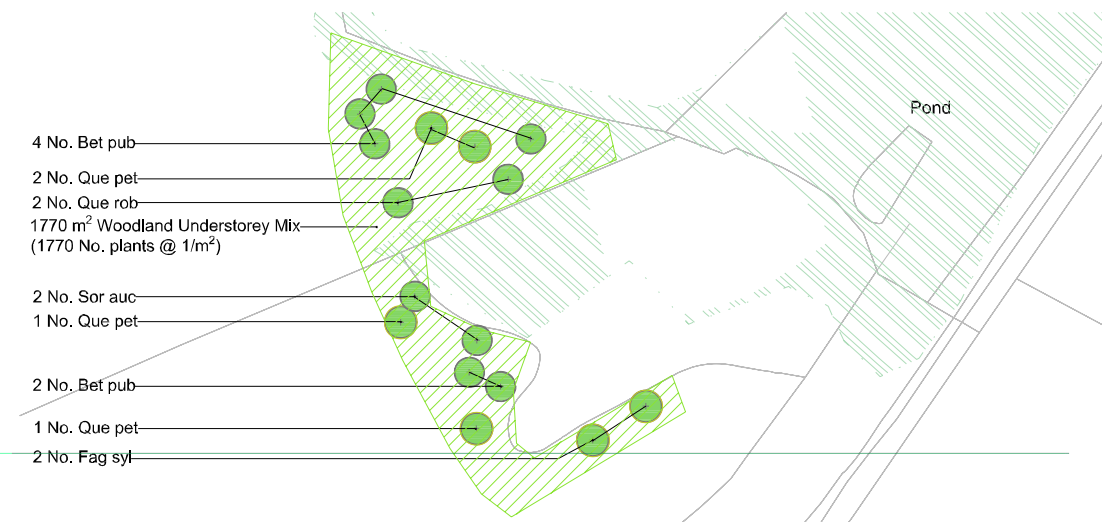 Pond
4 No. Bet pub
2 No. Que pet
2 No. Que rob
1770 m² Woodland Understorey Mix
(1770 No. plants @ 1/m²)
2 No. Sor auc
1 No. Que pet
2 No. Bet pub
1 No. Que pet
2 No. Fag syl